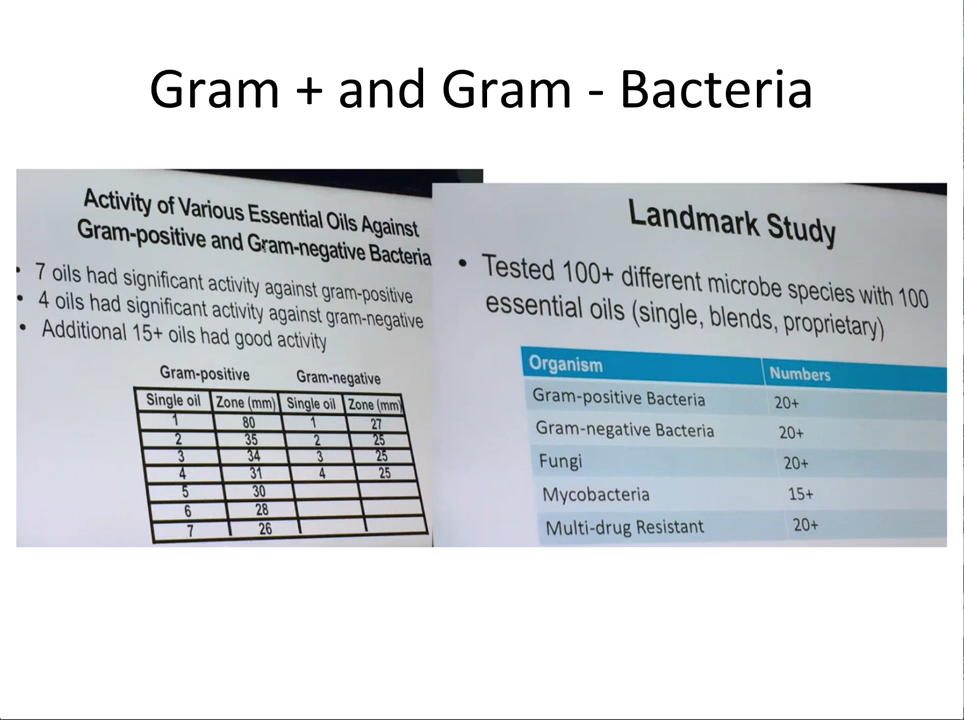 Gram + and Gram - Bacteria
Activity of Various Essential Oils Against
Gram-positive and Gram-negative Bacteria
• 7 oils had significant activity against gram-positive
• 4 oils had significant activity against gram-negative
• Additional 15+ oils had good activity
Gram-positive Gram-negative
Single oil Zone (mm) Single oil Zone (mm)
1 80 1 27
2 35 2 25
3 34 3 25
4 31 4 25
5 30
6 28
7 26
Landmark Study
• Tested 100+ different microbe species with 100
essential oils (single, blends, proprietary)
Organism Numbers
Gram-positive Bacteria 20+
Gram-negative Bacteria 20+
Fungi 20+
Mycobacteria 15+
Multi-drug Resistant 20+